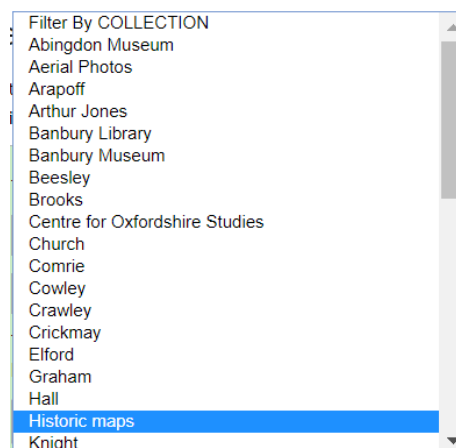 Filter By COLLECTION
Abingdon Museum
Aerial Photos
Arapoff
Arthur Jones
Banbury Library
Banbury Museum
Beesley
Brooks
Centre for Oxfordshire Studies
Church
Comrie
Cowley
Crawley
Crickmay
Elford
Graham
Hall
Historic maps
Knight